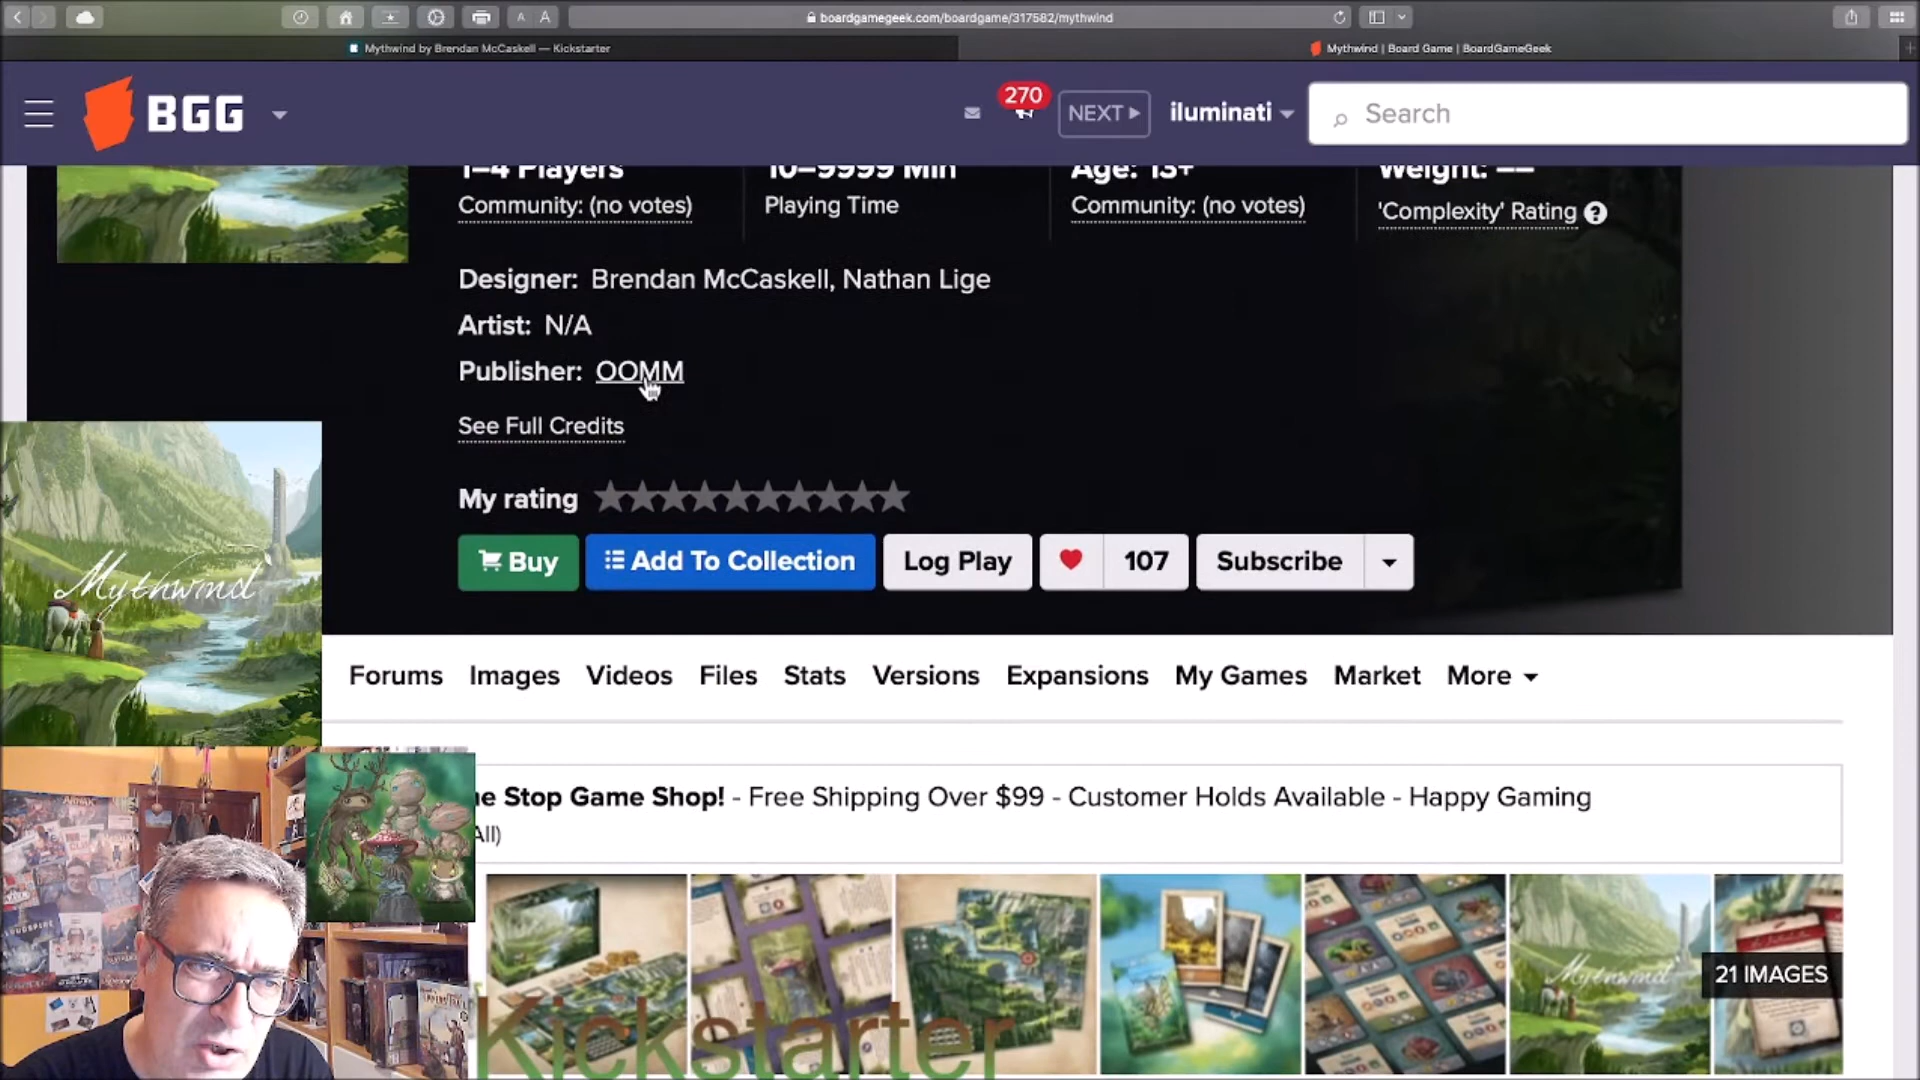 boardgamegeek.com/boardgame/317582/mythwind
Mythwind by Brendan McCaskell — Kickstarter
Mythwind | Board Game | BoardGameGeek
BGG
270
NEXT
iluminati
Search
1–4 Players
10–9999 Min
Age: 13+
Weight: ––
Community: (no votes)
Playing Time
Community: (no votes)
'Complexity' Rating ?
Designer: Brendan McCaskell, Nathan Lige
Artist: N/A
Publisher: OOMM
See Full Credits
My rating
Buy
Add To Collection
Log Play
107
Subscribe
Mythwind
Forums
Images
Videos
Files
Stats
Versions
Expansions
My Games
Market
More
e Stop Game Shop! - Free Shipping Over $99 - Customer Holds Available - Happy Gaming
All)
Mythwind
21 IMAGES
Kickstarter